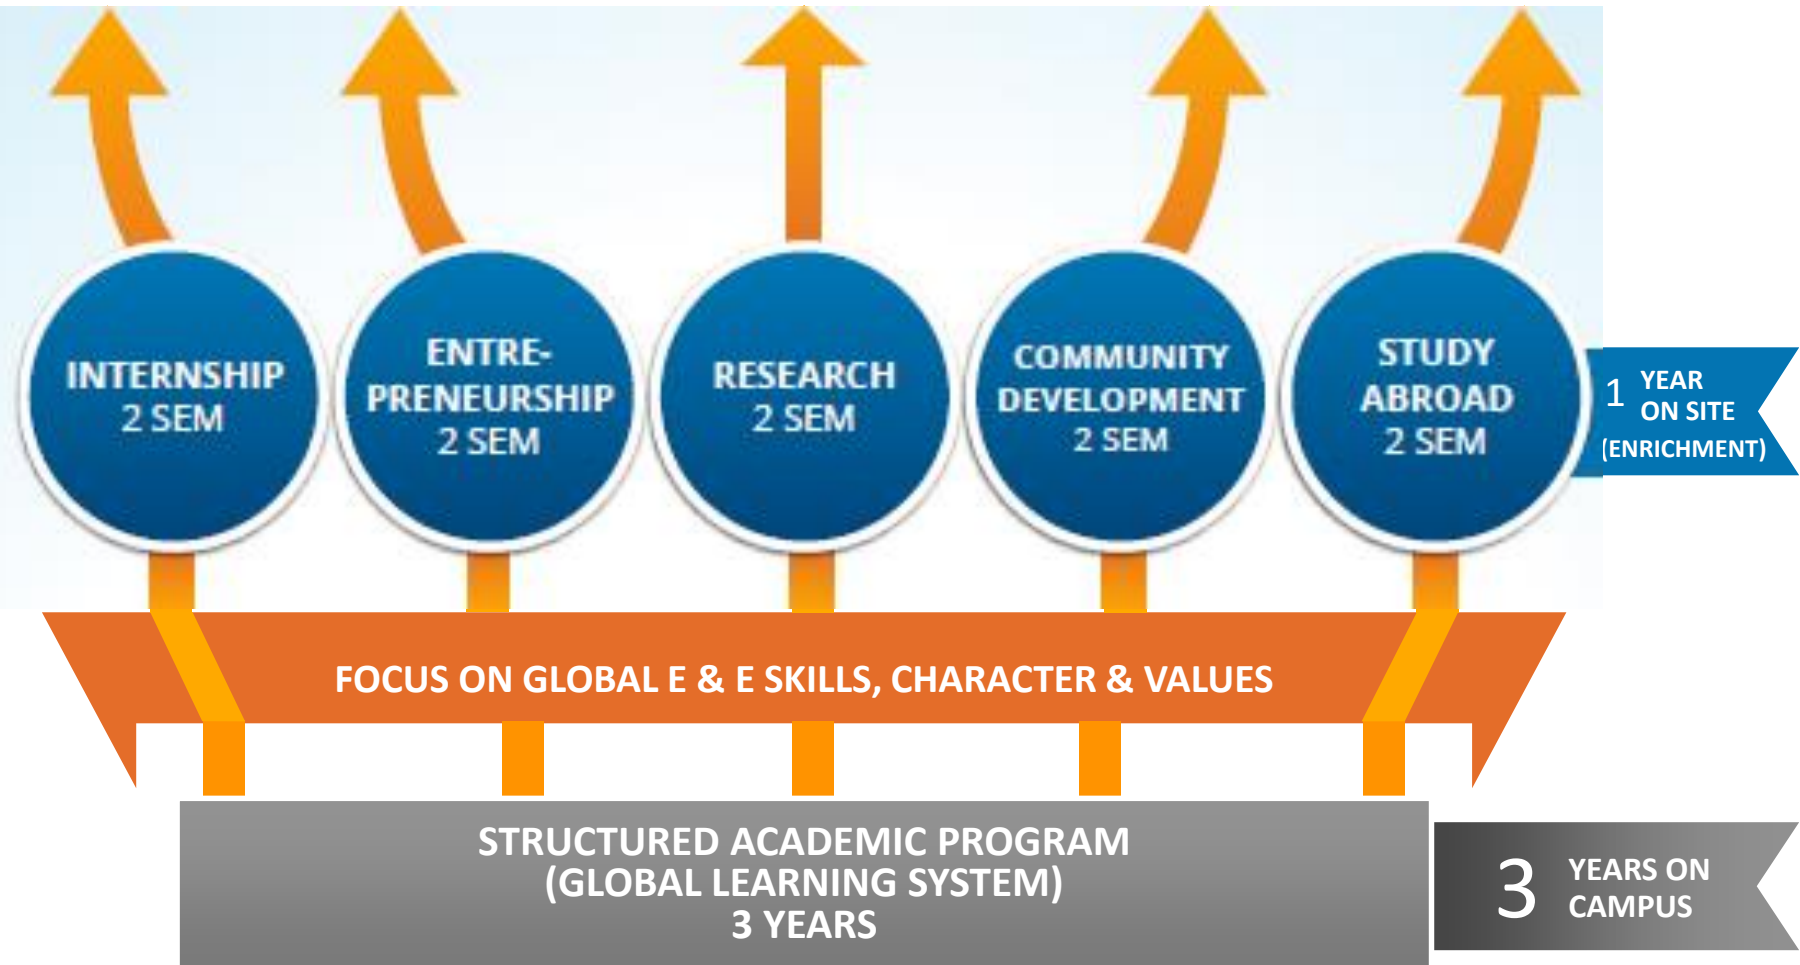 INTERNSHIP
2 SEM
ENTRE-
PRENEURSHIP
2 SEM
RESEARCH
2 SEM
COMMUNITY
DEVELOPMENT
2 SEM
STUDY
ABROAD
2 SEM
1 YEAR
ON SITE
(ENRICHMENT)
FOCUS ON GLOBAL E & E SKILLS, CHARACTER & VALUES
STRUCTURED ACADEMIC PROGRAM
(GLOBAL LEARNING SYSTEM)
3 YEARS
3 YEARS ON
CAMPUS